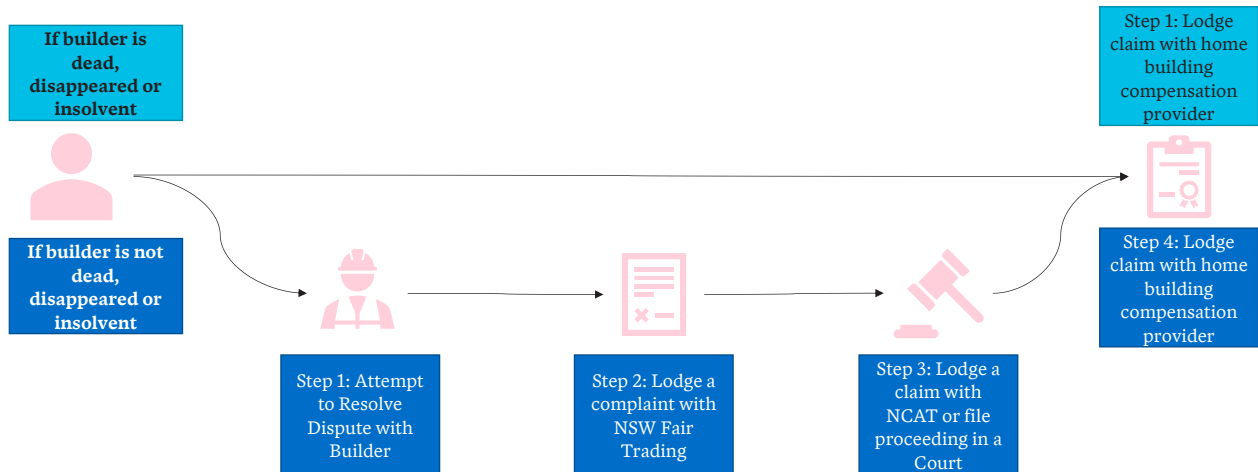 If builder is
dead,
disappeared or
insolvent
Step 1: Lodge
claim with home
building
compensation
provider
If builder is not
dead,
disappeared or
insolvent
Step 1: Attempt
to Resolve
Dispute with
Builder
Step 2: Lodge a
complaint with
NSW Fair
Trading
Step 3: Lodge a
claim with
NCAT or file
proceeding in a
Court
Step 4: Lodge
claim with home
building
compensation
provider